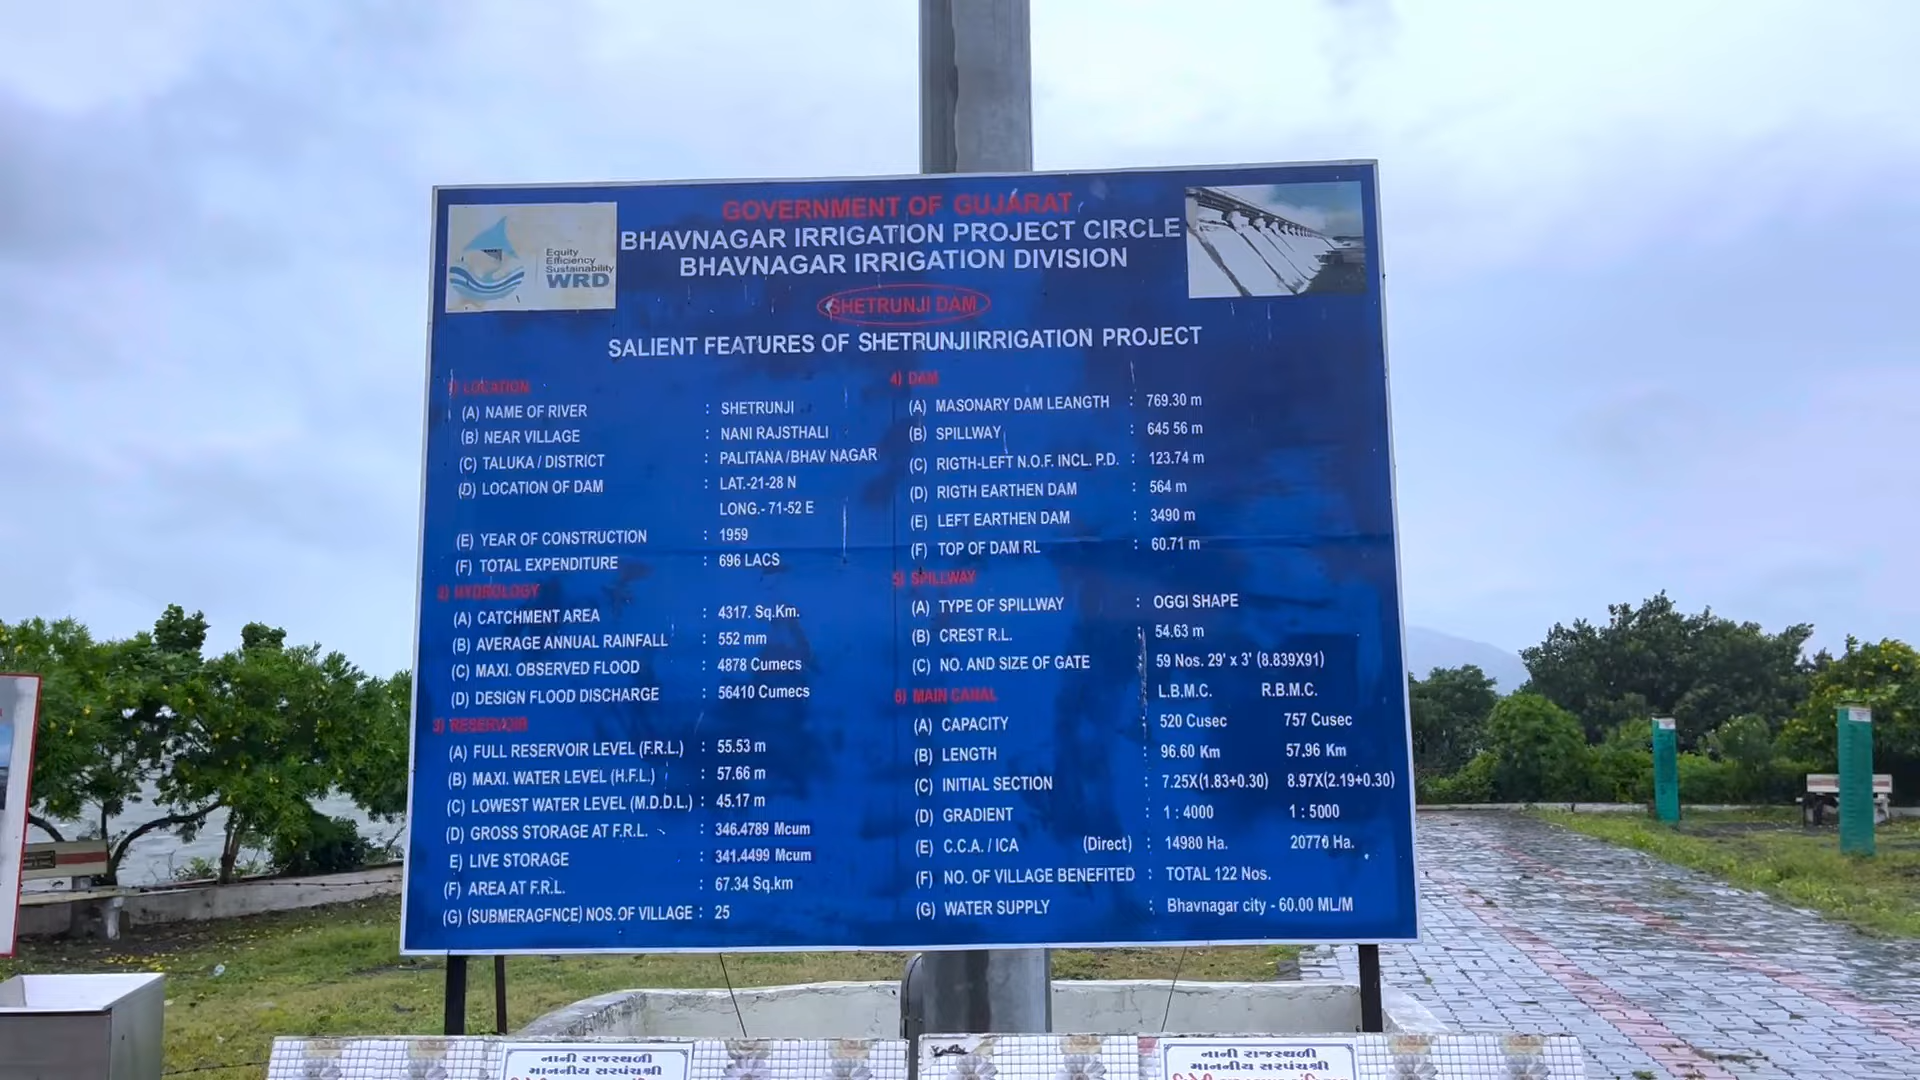 Equity
Efficiency
Sustainability
WRD
GOVERNMENT OF GUJARAT
BHAVNAGAR IRRIGATION PROJECT CIRCLE
BHAVNAGAR IRRIGATION DIVISION
SHETRUNJI DAM
SALIENT FEATURES OF SHETRUNJIIRRIGATION PROJECT
1) LOCATION
(A) NAME OF RIVER : SHETRUNJI
(B) NEAR VILLAGE : NANI RAJSTHALI
(C) TALUKA / DISTRICT : PALITANA /BHAV NAGAR
(D) LOCATION OF DAM : LAT.-21-28 N
LONG.- 71-52 E
(E) YEAR OF CONSTRUCTION : 1959
(F) TOTAL EXPENDITURE : 696 LACS
2) HYDROLOGY
(A) CATCHMENT AREA : 4317. Sq.Km.
(B) AVERAGE ANNUAL RAINFALL : 552 mm
(C) MAXI. OBSERVED FLOOD : 4878 Cumecs
(D) DESIGN FLOOD DISCHARGE : 56410 Cumecs
3) RESERVOIR
(A) FULL RESERVOIR LEVEL (F.R.L.) : 55.53 m
(B) MAXI. WATER LEVEL (H.F.L.) : 57.66 m
(C) LOWEST WATER LEVEL (M.D.D.L.) : 45.17 m
(D) GROSS STORAGE AT F.R.L. : 346.4789 Mcum
E) LIVE STORAGE : 341.4499 Mcum
(F) AREA AT F.R.L. : 67.34 Sq.km
(G) (SUBMERAGFNCE) NOS.OF VILLAGE : 25
4) DAM
(A) MASONARY DAM LEANGTH : 769.30 m
(B) SPILLWAY : 645 56 m
(C) RIGTH-LEFT N.O.F. INCL. P.D. : 123.74 m
(D) RIGTH EARTHEN DAM : 564 m
(E) LEFT EARTHEN DAM : 3490 m
(F) TOP OF DAM RL : 60.71 m
5) SPILLWAY
(A) TYPE OF SPILLWAY : OGGI SHAPE
(B) CREST R.L. : 54.63 m
(C) NO. AND SIZE OF GATE : 59 Nos. 29' x 3' (8.839X91)
6) MAIN CANAL L.B.M.C. R.B.M.C.
(A) CAPACITY : 520 Cusec 757 Cusec
(B) LENGTH : 96.60 Km 57.96 Km
(C) INITIAL SECTION : 7.25X(1.83+0.30) 8.97X(2.19+0.30)
(D) GRADIENT : 1 : 4000 1 : 5000
(E) C.C.A. / ICA (Direct) : 14980 Ha. 20770 Ha.
(F) NO. OF VILLAGE BENEFITED : TOTAL 122 Nos.
(G) WATER SUPPLY : Bhavnagar city - 60.00 ML/M
નાની રાજસ્થળી
માનનીય સરપંચશ્રી
નાની રાજસ્થળી
માનનીય સરપંચશ્રી